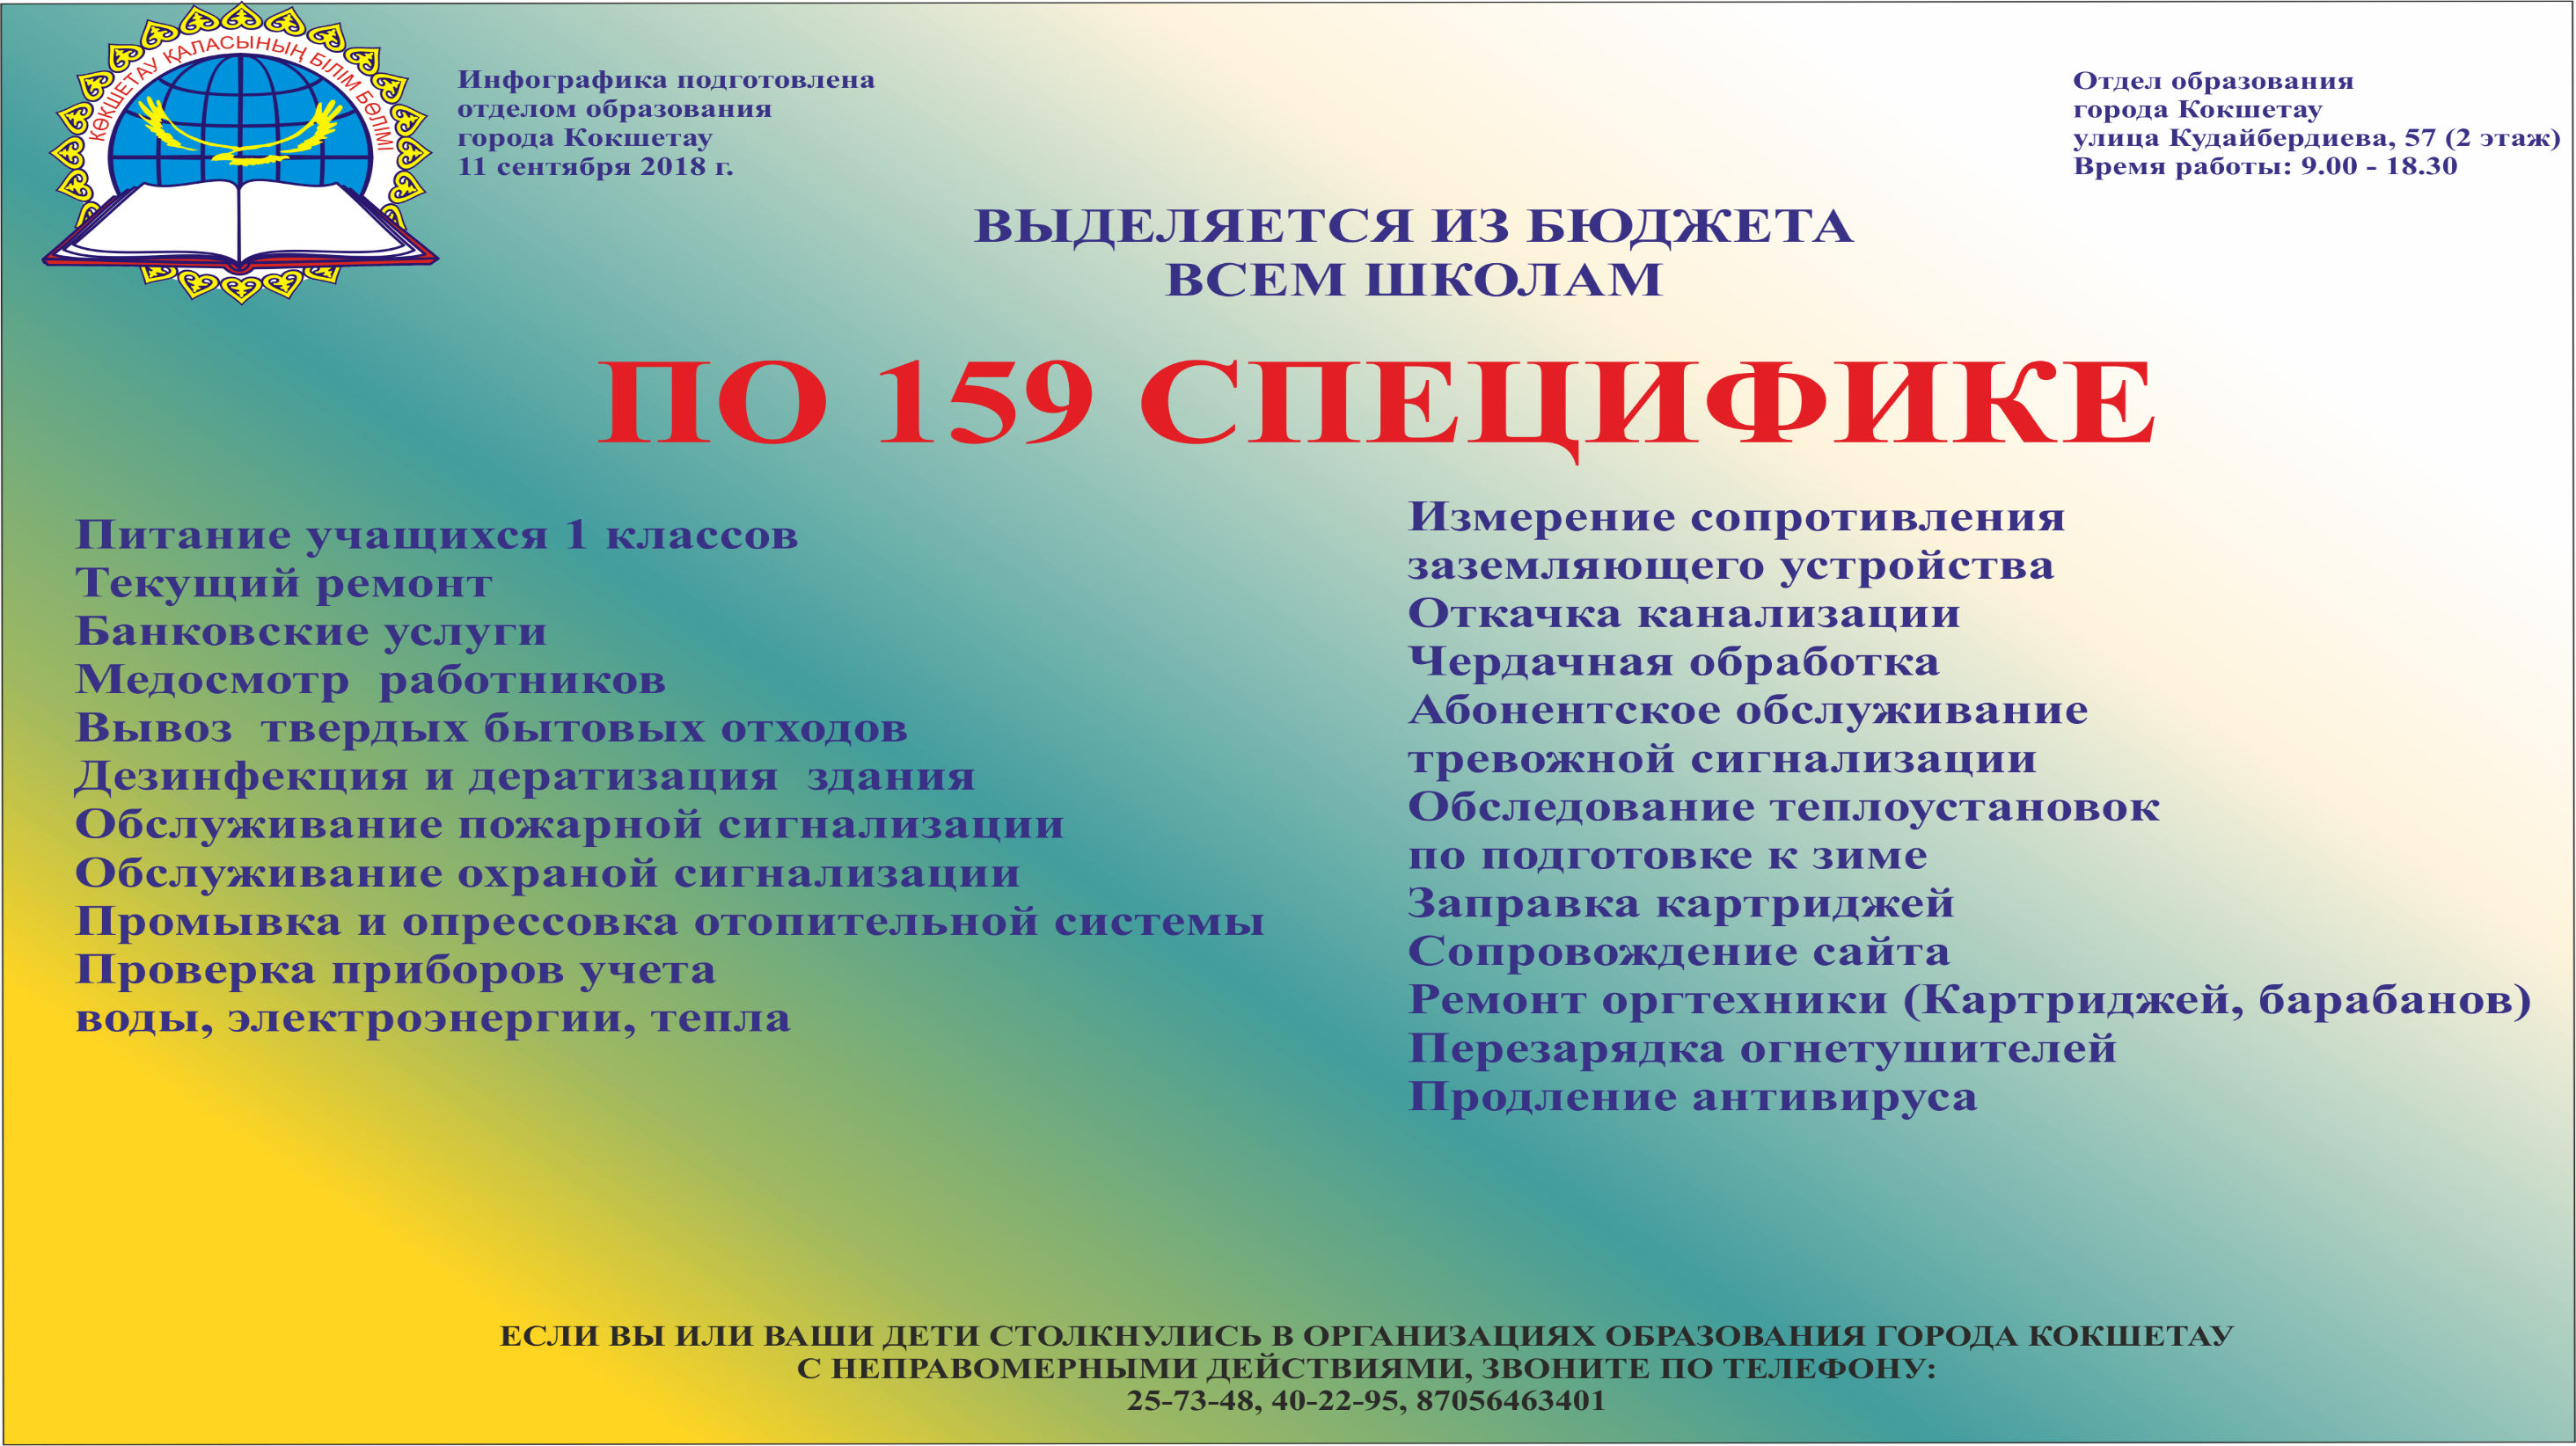 КӨКШЕТАУ ҚАЛАСЫНЫҢ БІЛІМ БӨЛІМІ
Инфографика подготовлена
отделом образования
города Кокшетау
11 сентября 2018 г.
Отдел образования
города Кокшетау
улица Кудайбердиева, 57 (2 этаж)
Время работы: 9.00 - 18.30
ВЫДЕЛЯЕТСЯ ИЗ БЮДЖЕТА
ВСЕМ ШКОЛАМ
ПО 159 СПЕЦИФИКЕ
Питание учащихся 1 классов
Текущий ремонт
Банковские услуги
Медосмотр  работников
Вывоз  твердых бытовых отходов
Дезинфекция и дератизация  здания
Обслуживание пожарной сигнализации
Обслуживание охраной сигнализации
Промывка и опрессовка отопительной системы
Проверка приборов учета
воды, электроэнергии, тепла
Измерение сопротивления
заземляющего устройства
Откачка канализации
Чердачная обработка
Абонентское обслуживание
тревожной сигнализации
Обследование теплоустановок
по подготовке к зиме
Заправка картриджей
Сопровождение сайта
Ремонт оргтехники (Картриджей, барабанов)
Перезарядка огнетушителей
Продление антивируса
ЕСЛИ ВЫ ИЛИ ВАШИ ДЕТИ СТОЛКНУЛИСЬ В ОРГАНИЗАЦИЯХ ОБРАЗОВАНИЯ ГОРОДА КОКШЕТАУ
С НЕПРАВОМЕРНЫМИ ДЕЙСТВИЯМИ, ЗВОНИТЕ ПО ТЕЛЕФОНУ:
25-73-48, 40-22-95, 87056463401